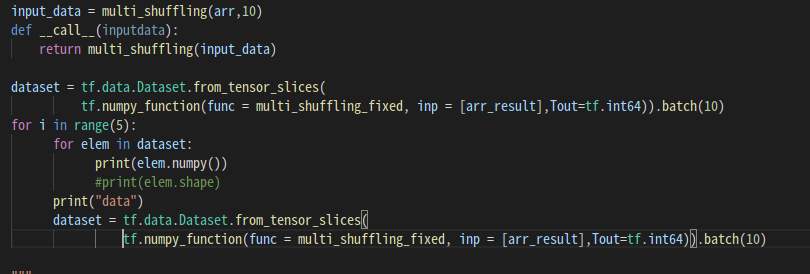 input_data = multi_shuffling(arr,10)
def __call__(inputdata):
    return multi_shuffling(input_data)

dataset = tf.data.Dataset.from_tensor_slices(
          tf.numpy_function(func = multi_shuffling_fixed, inp = [arr_result],Tout=tf.int64)).batch(10)
for i in range(5):
      for elem in dataset:
            print(elem.numpy())
            #print(elem.shape)
      print("data")
      dataset = tf.data.Dataset.from_tensor_slices(
                tf.numpy_function(func = multi_shuffling_fixed, inp = [arr_result],Tout=tf.int64)).batch(10)
"""